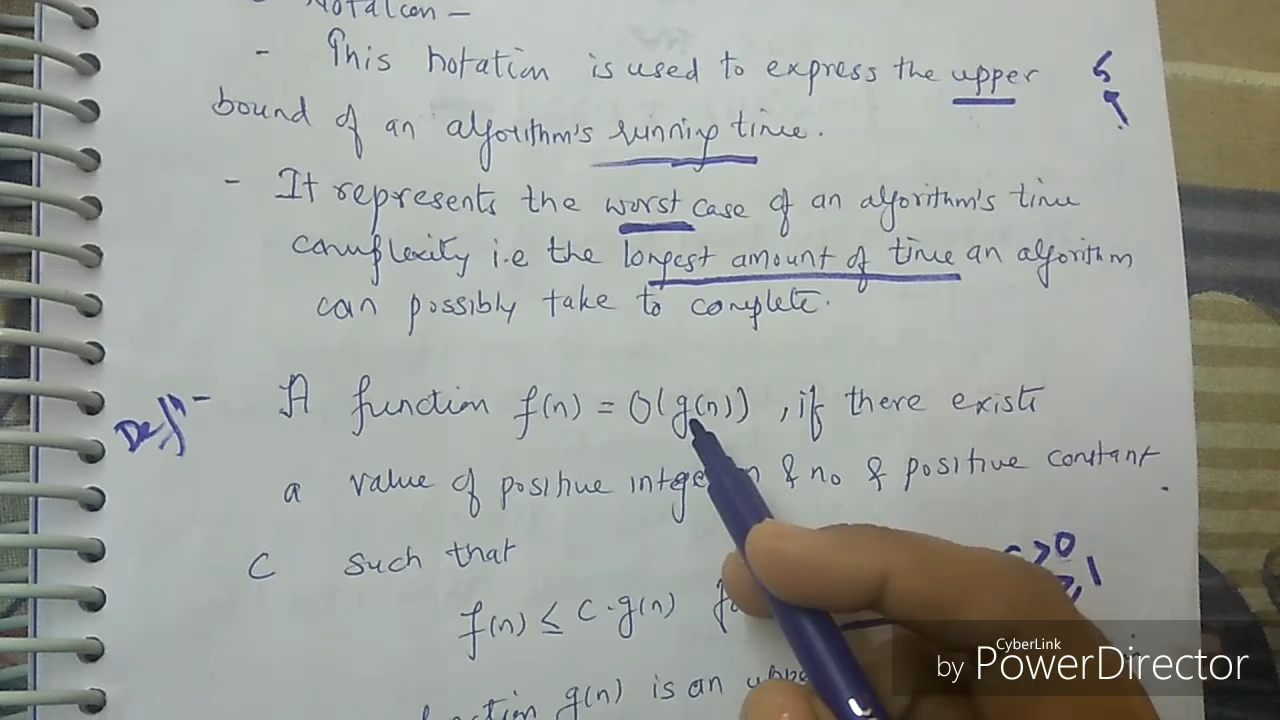 Notation –
- This notation is used to express the upper
bound of an algorithm's running time.
- It represents the worst case of an algorithm's time
complexity i.e the longest amount of time an algorithm
can possibly take to complete.
Def - A function f(n) = O(g(n)), if there exists
a value of positive integer n & n₀ & positive constant
C such that
f(n) ≤ C·g(n)
>0
function g(n) is an upper
by CyberLink PowerDirector